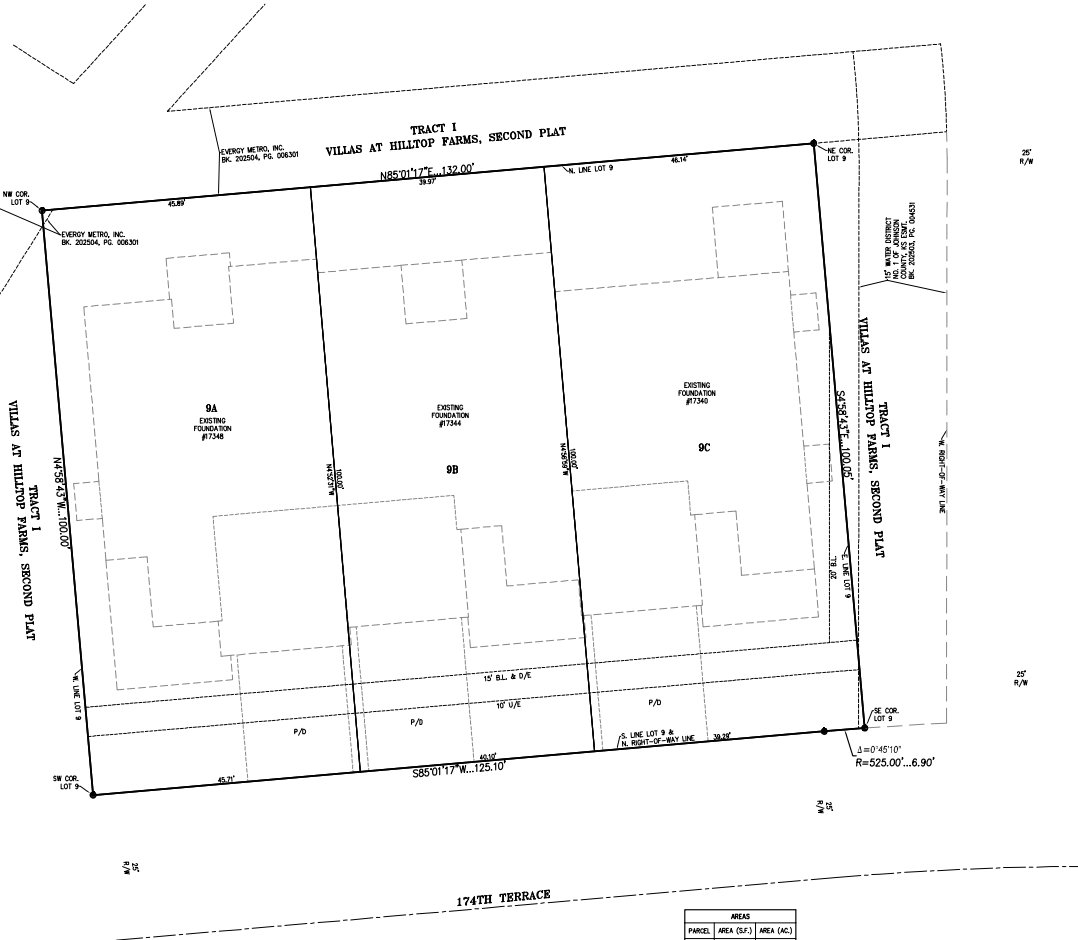 TRACT I
VILLAS AT HILLTOP FARMS, SECOND PLAT
EVERGY METRO, INC.
BK. 202504, PG. 006301
N85°01'17"E...132.00'
45.89'
39.97'
46.14'
N. LINE LOT 9
NE COR.
LOT 9
25'
R/W
NW COR.
LOT 9
EVERGY METRO, INC.
BK. 202504, PG. 006301
15' WATER DISTRICT
NO. 1 OF JOHNSON
COUNTY, KS ESMT.
BK. 202503, PG. 004531
TRACT I
VILLAS AT HILLTOP FARMS, SECOND PLAT
N4°58'43"W...100.00'
W. LINE LOT 9
9A
EXISTING
FOUNDATION
#17348
N4°52'31"W
100.00'
EXISTING
FOUNDATION
#17344
9B
N4°56'59"W
100.00'
EXISTING
FOUNDATION
#17340
9C
S4°58'43"E...100.05'
E. LINE LOT 9
20' B.L.
TRACT I
VILLAS AT HILLTOP FARMS, SECOND PLAT
W. RIGHT-OF-WAY LINE
25'
R/W
15' B.L. & D/E
10' U/E
P/D
P/D
P/D
S. LINE LOT 9 &
N. RIGHT-OF-WAY LINE
39.29'
SE COR.
LOT 9
Δ=0°45'10"
R=525.00'...6.90'
SW COR.
LOT 9
45.71'
40.10'
S85°01'17"W...125.10'
25'
R/W
25'
R/W
174TH TERRACE
AREAS
PARCEL AREA (S.F.) AREA (AC.)